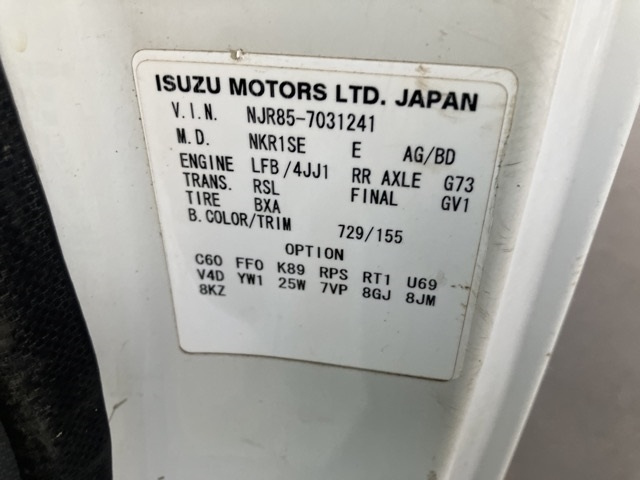 ISUZU MOTORS LTD. JAPAN
V.I.N. NJR85-7031241
M.D. NKR1SE E AG/BD
ENGINE LFB/4JJ1 RR AXLE G73
TRANS. RSL FINAL GV1
TIRE BXA
B.COLOR/TRIM 729/155
OPTION
C60 FF0 K89 RPS RT1 U69
V4D YW1 25W 7VP 8GJ 8JM
8KZ